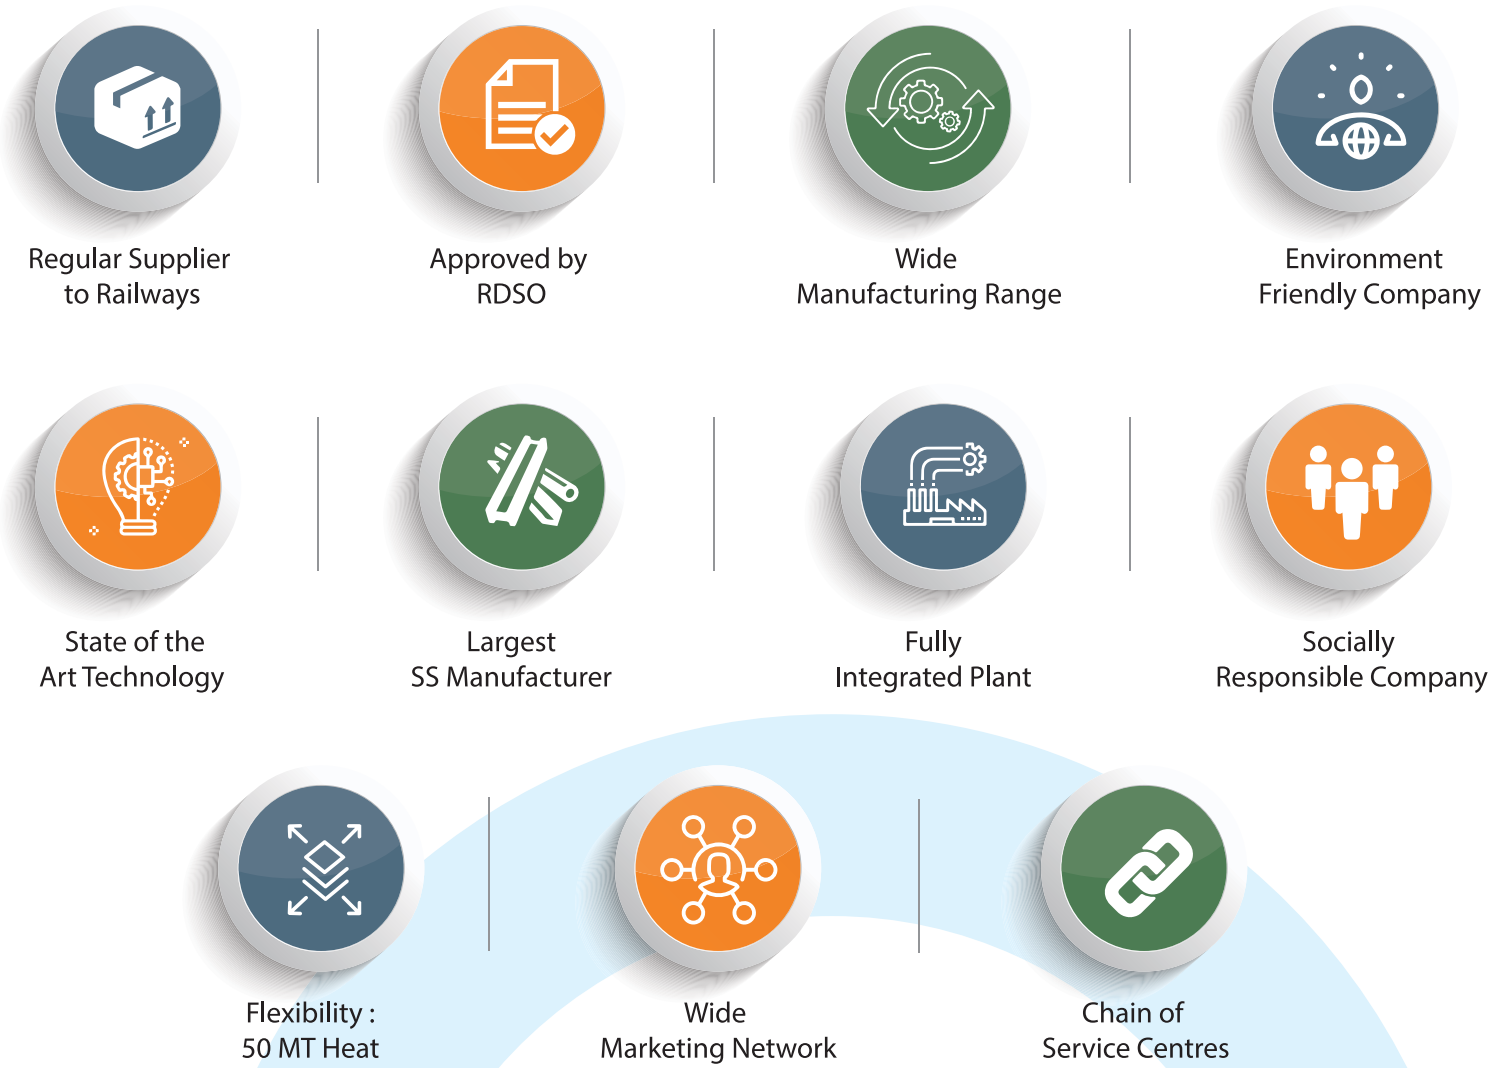 Regular Supplier
to Railways
Approved by
RDSO
Wide
Manufacturing Range
Environment
Friendly Company
State of the
Art Technology
Largest
SS Manufacturer
Fully
Integrated Plant
Socially
Responsible Company
Flexibility :
50 MT Heat
Wide
Marketing Network
Chain of
Service Centres